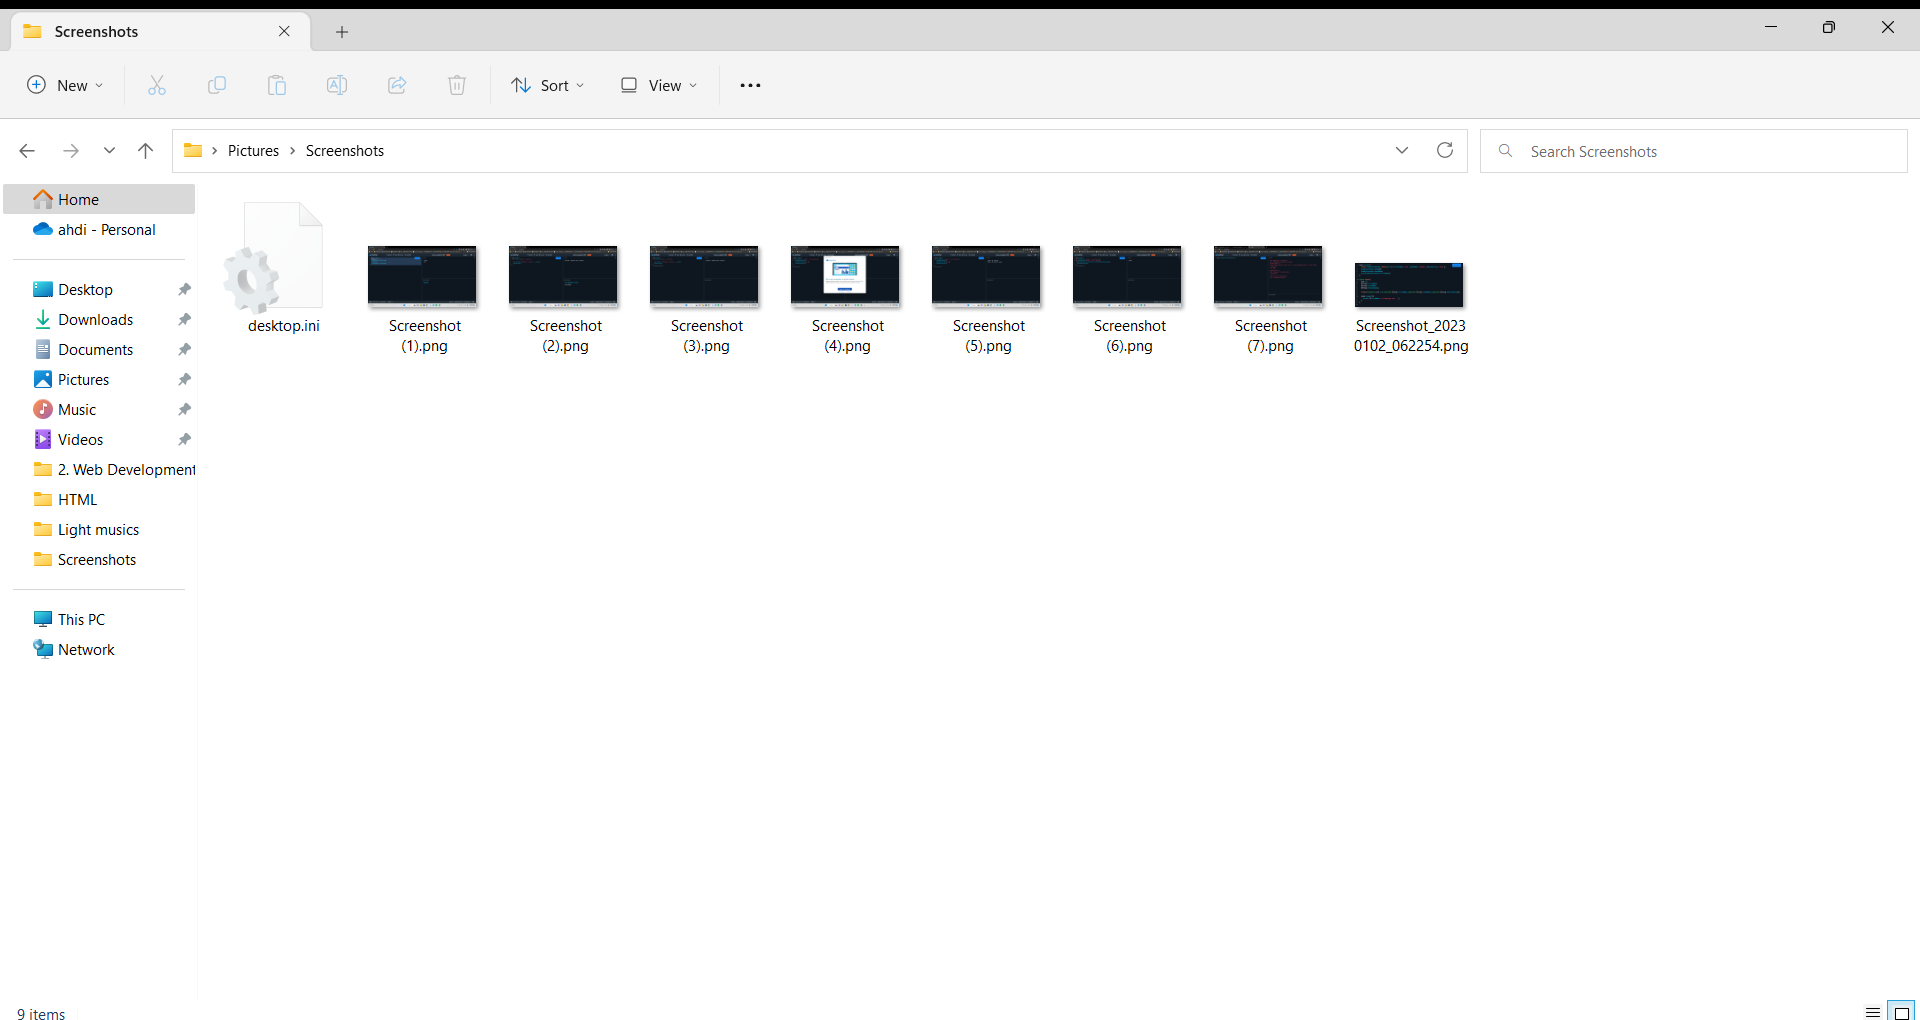 Screenshots
New
Sort
View
Pictures
Screenshots
Search Screenshots
Home
ahdi - Personal
Desktop
Downloads
Documents
Pictures
Music
Videos
2. Web Development
HTML
Light musics
Screenshots
This PC
Network
desktop.ini
Screenshot
(1).png
Screenshot
(2).png
Screenshot
(3).png
Screenshot
(4).png
Screenshot
(5).png
Screenshot
(6).png
Screenshot
(7).png
Screenshot_2023
0102_062254.png
9 items